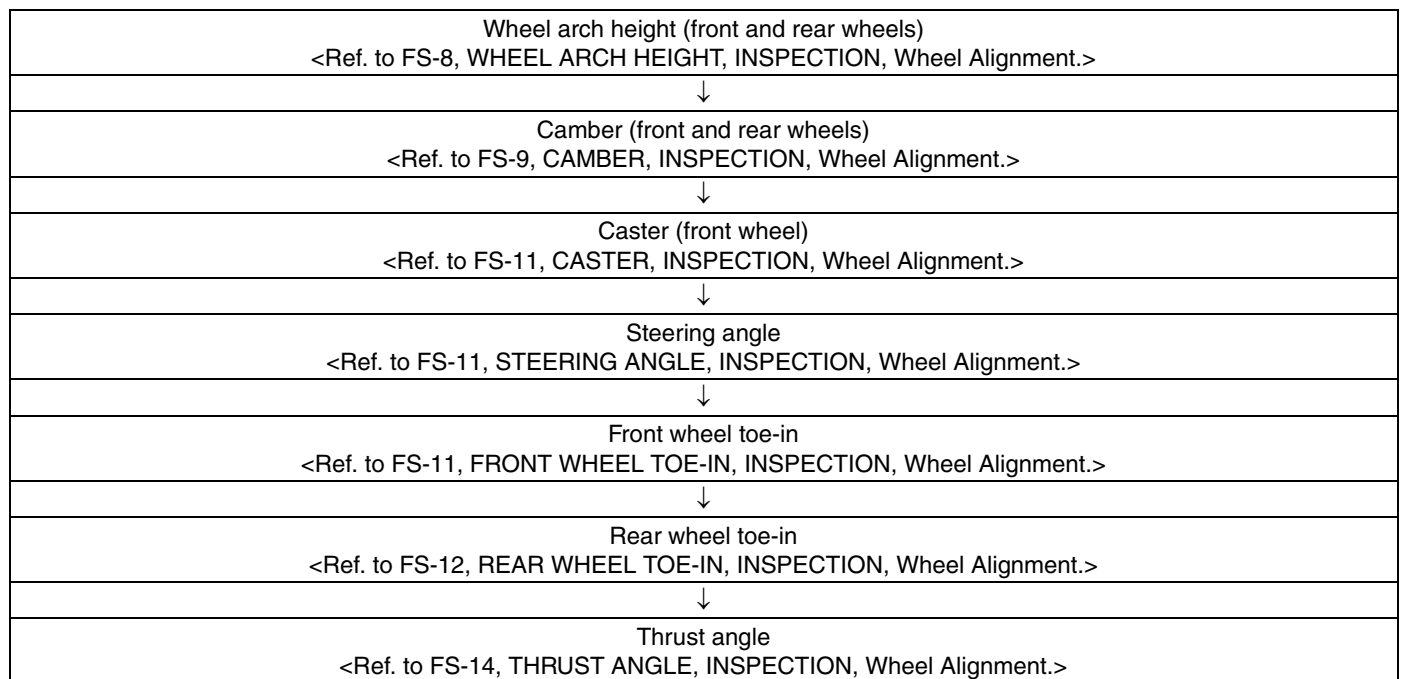 Wheel arch height (front and rear wheels)
<Ref. to FS-8, WHEEL ARCH HEIGHT, INSPECTION, Wheel Alignment.>
↓
Camber (front and rear wheels)
<Ref. to FS-9, CAMBER, INSPECTION, Wheel Alignment.>
↓
Caster (front wheel)
<Ref. to FS-11, CASTER, INSPECTION, Wheel Alignment.>
↓
Steering angle
<Ref. to FS-11, STEERING ANGLE, INSPECTION, Wheel Alignment.>
↓
Front wheel toe-in
<Ref. to FS-11, FRONT WHEEL TOE-IN, INSPECTION, Wheel Alignment.>
↓
Rear wheel toe-in
<Ref. to FS-12, REAR WHEEL TOE-IN, INSPECTION, Wheel Alignment.>
↓
Thrust angle
<Ref. to FS-14, THRUST ANGLE, INSPECTION, Wheel Alignment.>